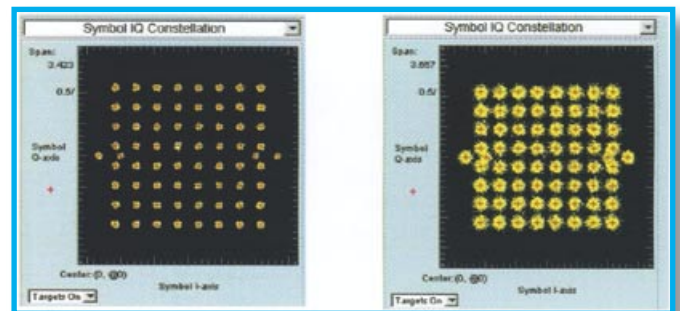 Symbol IQ Constellation
Span:
3.423
0.5/
Symbol
Q-axis
Center:(0, @0)
Symbol I-axis
Targets On
Symbol IQ Constellation
Span:
3.667
0.5/
Symbol
Q-axis
Center:(0, @0)
Symbol I-axis
Targets On